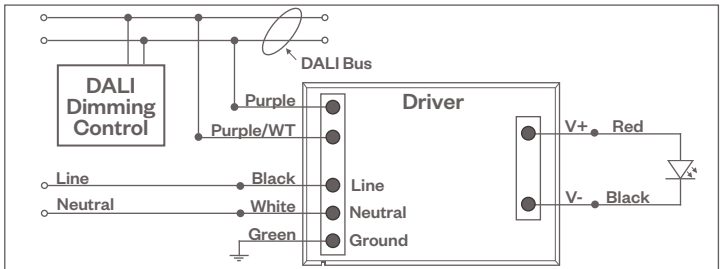 DALI Bus
DALI
Dimming
Control
Driver
Purple
Purple/WT
V+ Red
Line Black Line
Neutral White Neutral
V- Black
Green Ground